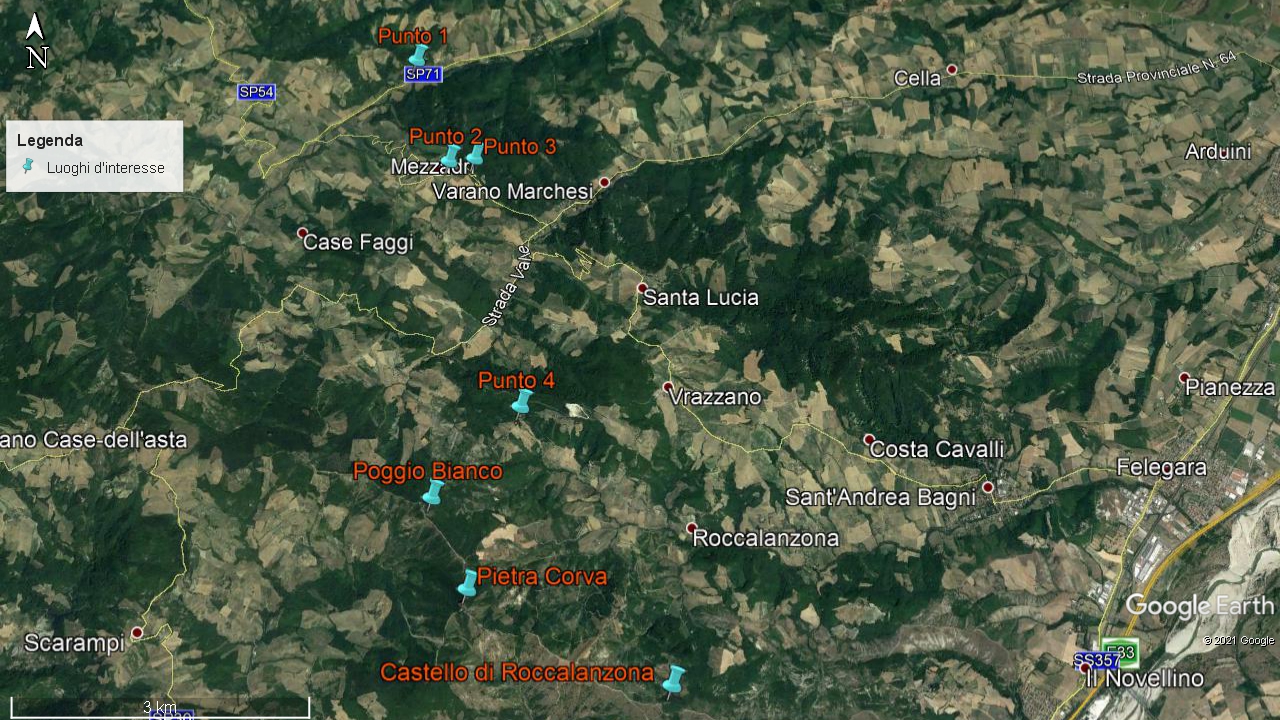 N
Punto 1
SP71
SP54
Cella
Strada Provinciale N. 64
Legenda
Luoghi d'interesse
Punto 2
Punto 3
Mezzadri
Arduini
Varano Marchesi
Case Faggi
Strada Valle
Santa Lucia
Punto 4
Vrazzano
Pianezza
ano Case-dell'asta
Costa Cavalli
Poggio Bianco
Felegara
Sant'Andrea Bagni
Roccalanzona
Pietra Corva
Google Earth
Scarampi
© 2021 Google
E33
SS357
Castello di Roccalanzona
Il Novellino
3 km